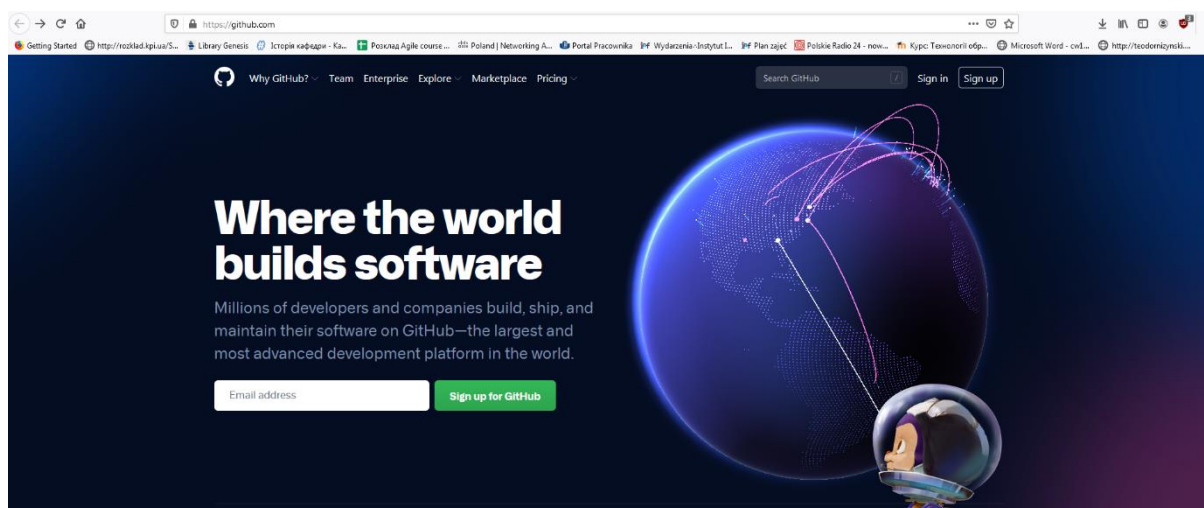 https://github.com
Getting Started http://rozklad.kpi.ua/S... Library Genesis Історія кафедри - Ка... Розклад Agile course ... Poland | Networking A... Portal Pracownika Wydarzenia-Instytut I... Plan zajęć Polskie Radio 24 - now... Курс: Технології обр... Microsoft Word - cw1... http://teodornizynski....
Why GitHub? Team Enterprise Explore Marketplace Pricing Search GitHub / Sign in Sign up
Where the world
builds software
Millions of developers and companies build, ship, and
maintain their software on GitHub—the largest and
most advanced development platform in the world.
Email address Sign up for GitHub